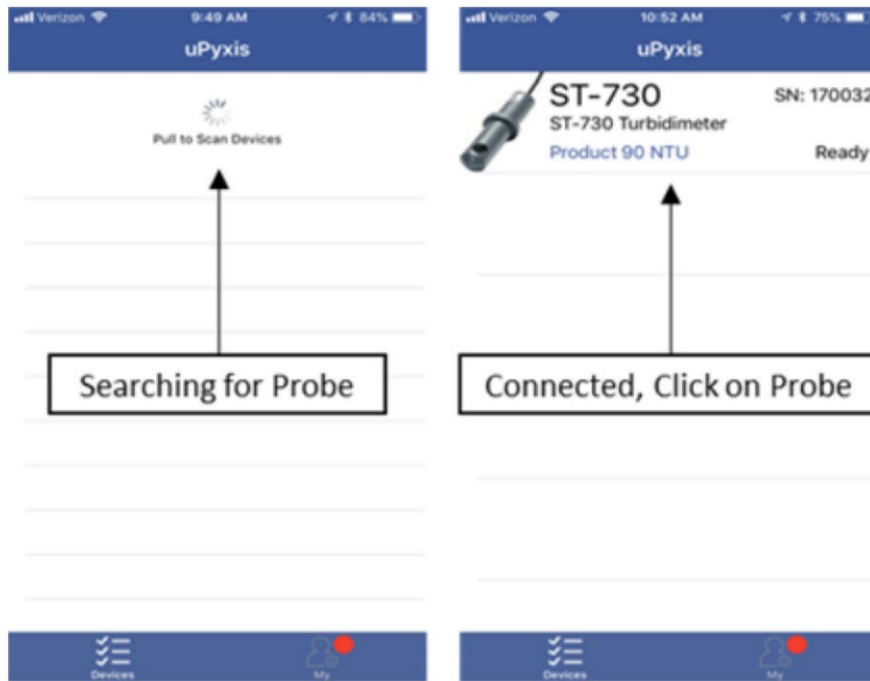 Verizon 9:49 AM 84%
uPyxis
Pull to Scan Devices
Searching for Probe
Devices
My
Verizon 10:52 AM 75%
uPyxis
ST-730
SN: 170032
ST-730 Turbidimeter
Product 90 NTU
Ready
Connected, Click on Probe
Devices
My